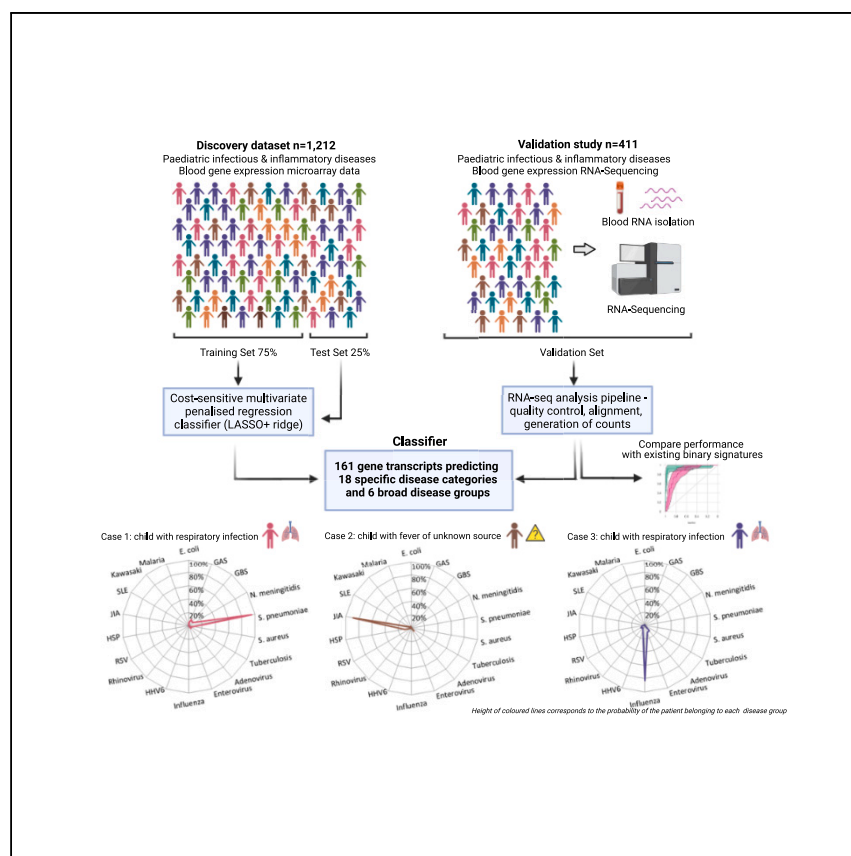 Discovery dataset n=1,212
Paediatric infectious & inflammatory diseases
Blood gene expression microarray data
Validation study n=411
Paediatric infectious & inflammatory diseases
Blood gene expression RNA-Sequencing
Blood RNA isolation
RNA-Sequencing
Training Set 75%
Test Set 25%
Validation Set
Cost-sensitive multivariate
penalised regression
classifier (LASSO+ ridge)
RNA-seq analysis pipeline -
quality control, alignment,
generation of counts
Classifier
161 gene transcripts predicting
18 specific disease categories
and 6 broad disease groups
Compare performance
with existing binary signatures
Case 1: child with respiratory infection
E. coli
GAS
GBS
N. meningitidis
S. pneumoniae
S. aureus
Tuberculosis
Adenovirus
Enterovirus
Influenza
HHV6
Rhinovirus
RSV
HSP
JIA
SLE
Kawasaki
Malaria
100%
80%
60%
40%
20%
Case 2: child with fever of unknown source
?
E. coli
GAS
GBS
N. meningitidis
S. pneumoniae
S. aureus
Tuberculosis
Adenovirus
Enterovirus
Influenza
HHV6
Rhinovirus
RSV
HSP
JIA
SLE
Kawasaki
Malaria
100%
80%
60%
40%
20%
Case 3: child with respiratory infection
E. coli
GAS
GBS
N. meningitidis
S. pneumoniae
S. aureus
Tuberculosis
Adenovirus
Enterovirus
Influenza
HHV6
Rhinovirus
RSV
HSP
JIA
SLE
Kawasaki
Malaria
100%
80%
60%
40%
20%
Height of coloured lines corresponds to the probability of the patient belonging to each disease group